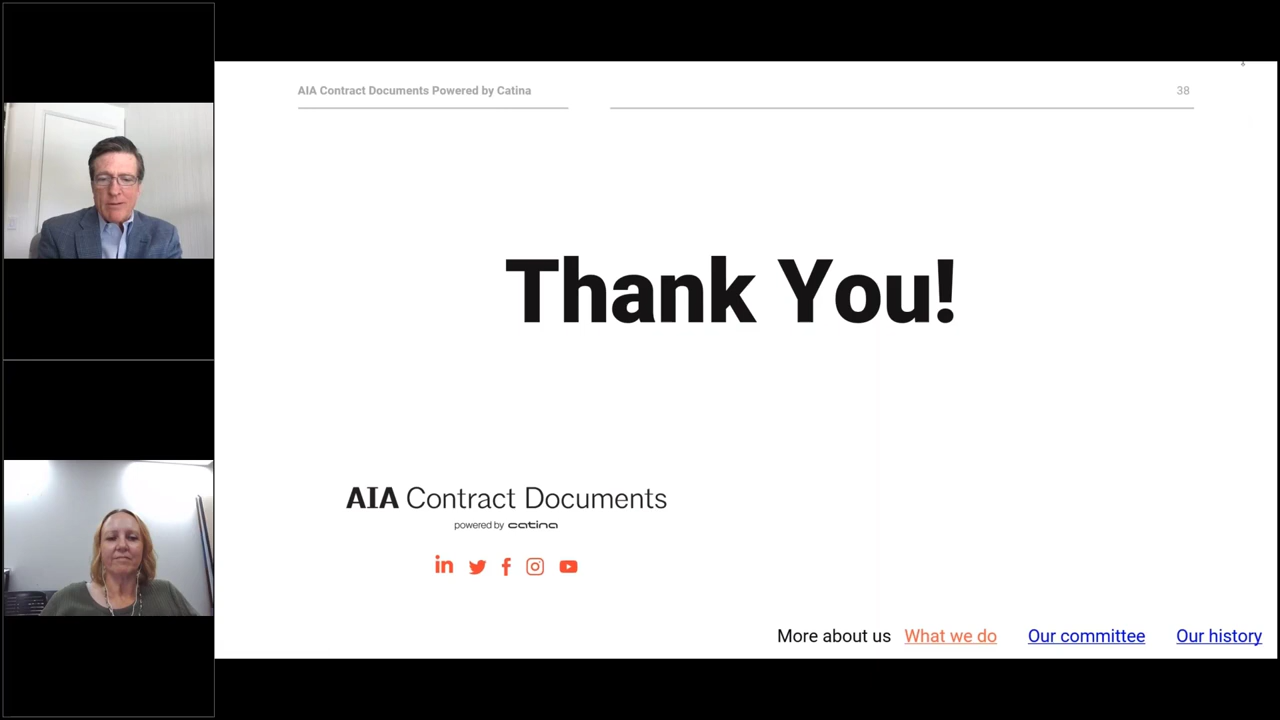 AIA Contract Documents Powered by Catina
38
Thank You!
AIA Contract Documents
powered by catina
More about us What we do Our committee Our history